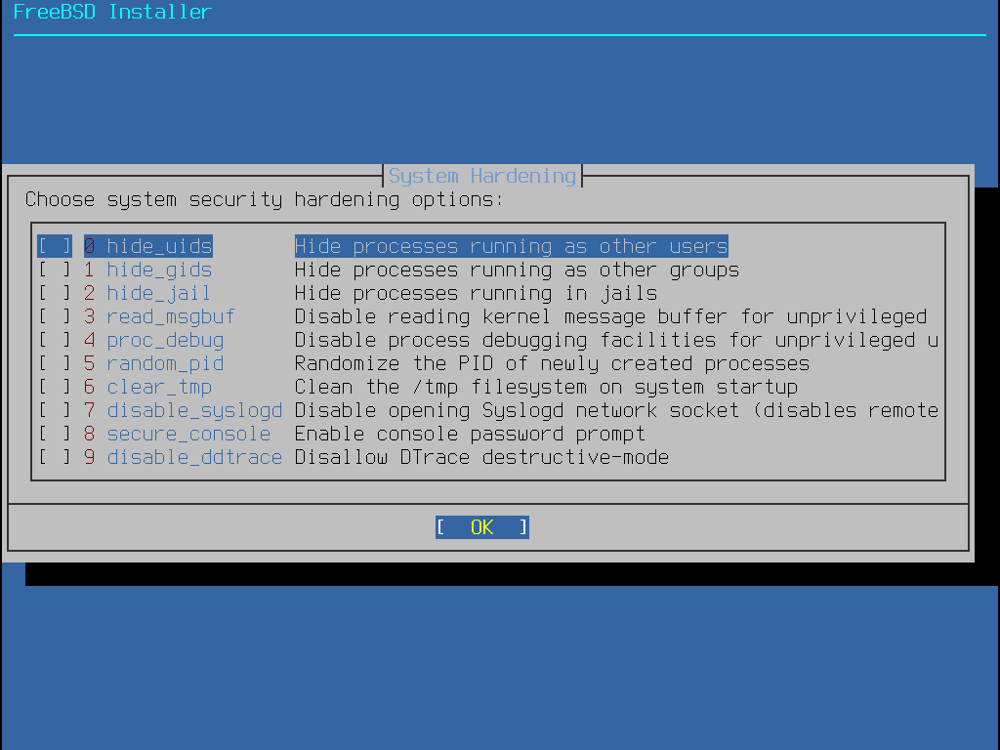 FreeBSD Installer
System Hardening
Choose system security hardening options:
[ ] 0 hide_uids Hide processes running as other users
[ ] 1 hide_gids Hide processes running as other groups
[ ] 2 hide_jail Hide processes running in jails
[ ] 3 read_msgbuf Disable reading kernel message buffer for unprivileged
[ ] 4 proc_debug Disable process debugging facilities for unprivileged u
[ ] 5 random_pid Randomize the PID of newly created processes
[ ] 6 clear_tmp Clean the /tmp filesystem on system startup
[ ] 7 disable_syslogd Disable opening Syslogd network socket (disables remote
[ ] 8 secure_console Enable console password prompt
[ ] 9 disable_ddtrace Disallow DTrace destructive-mode
[ OK ]